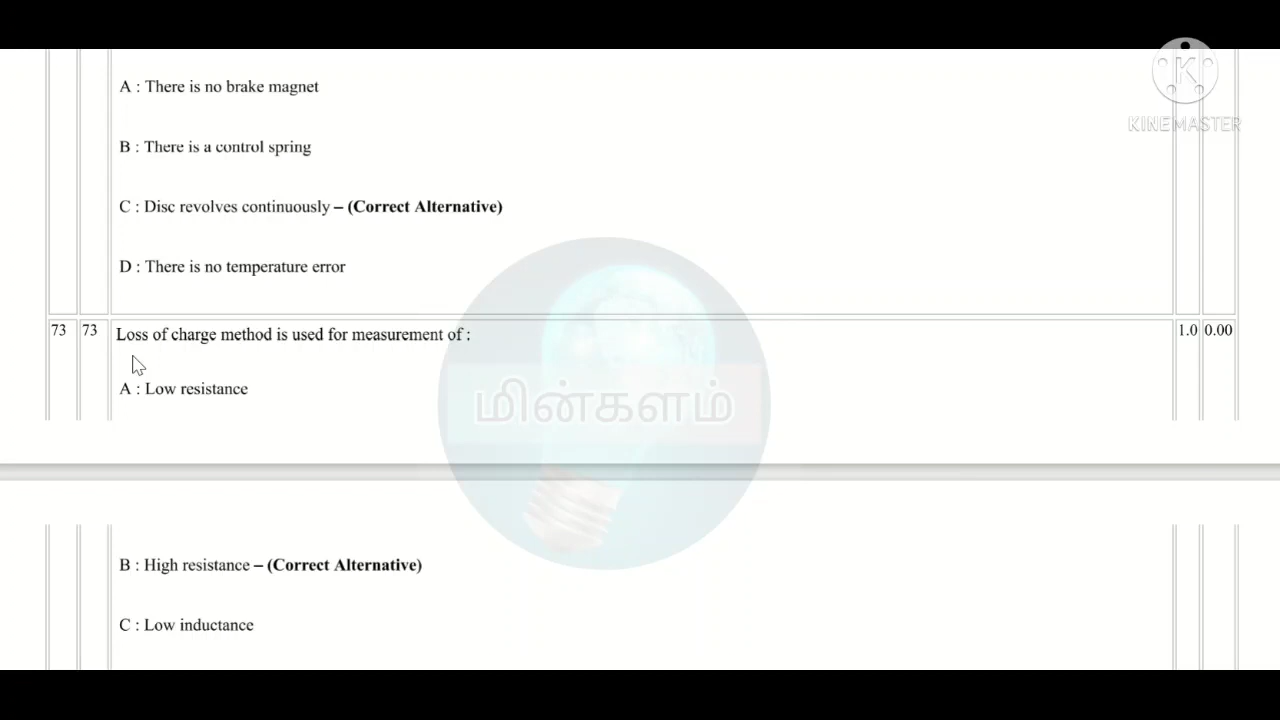 KINEMASTER
A : There is no brake magnet
B : There is a control spring
C : Disc revolves continuously – (Correct Alternative)
D : There is no temperature error
73 73 Loss of charge method is used for measurement of : 1.0 0.00
A : Low resistance
மின்களம்
B : High resistance – (Correct Alternative)
C : Low inductance